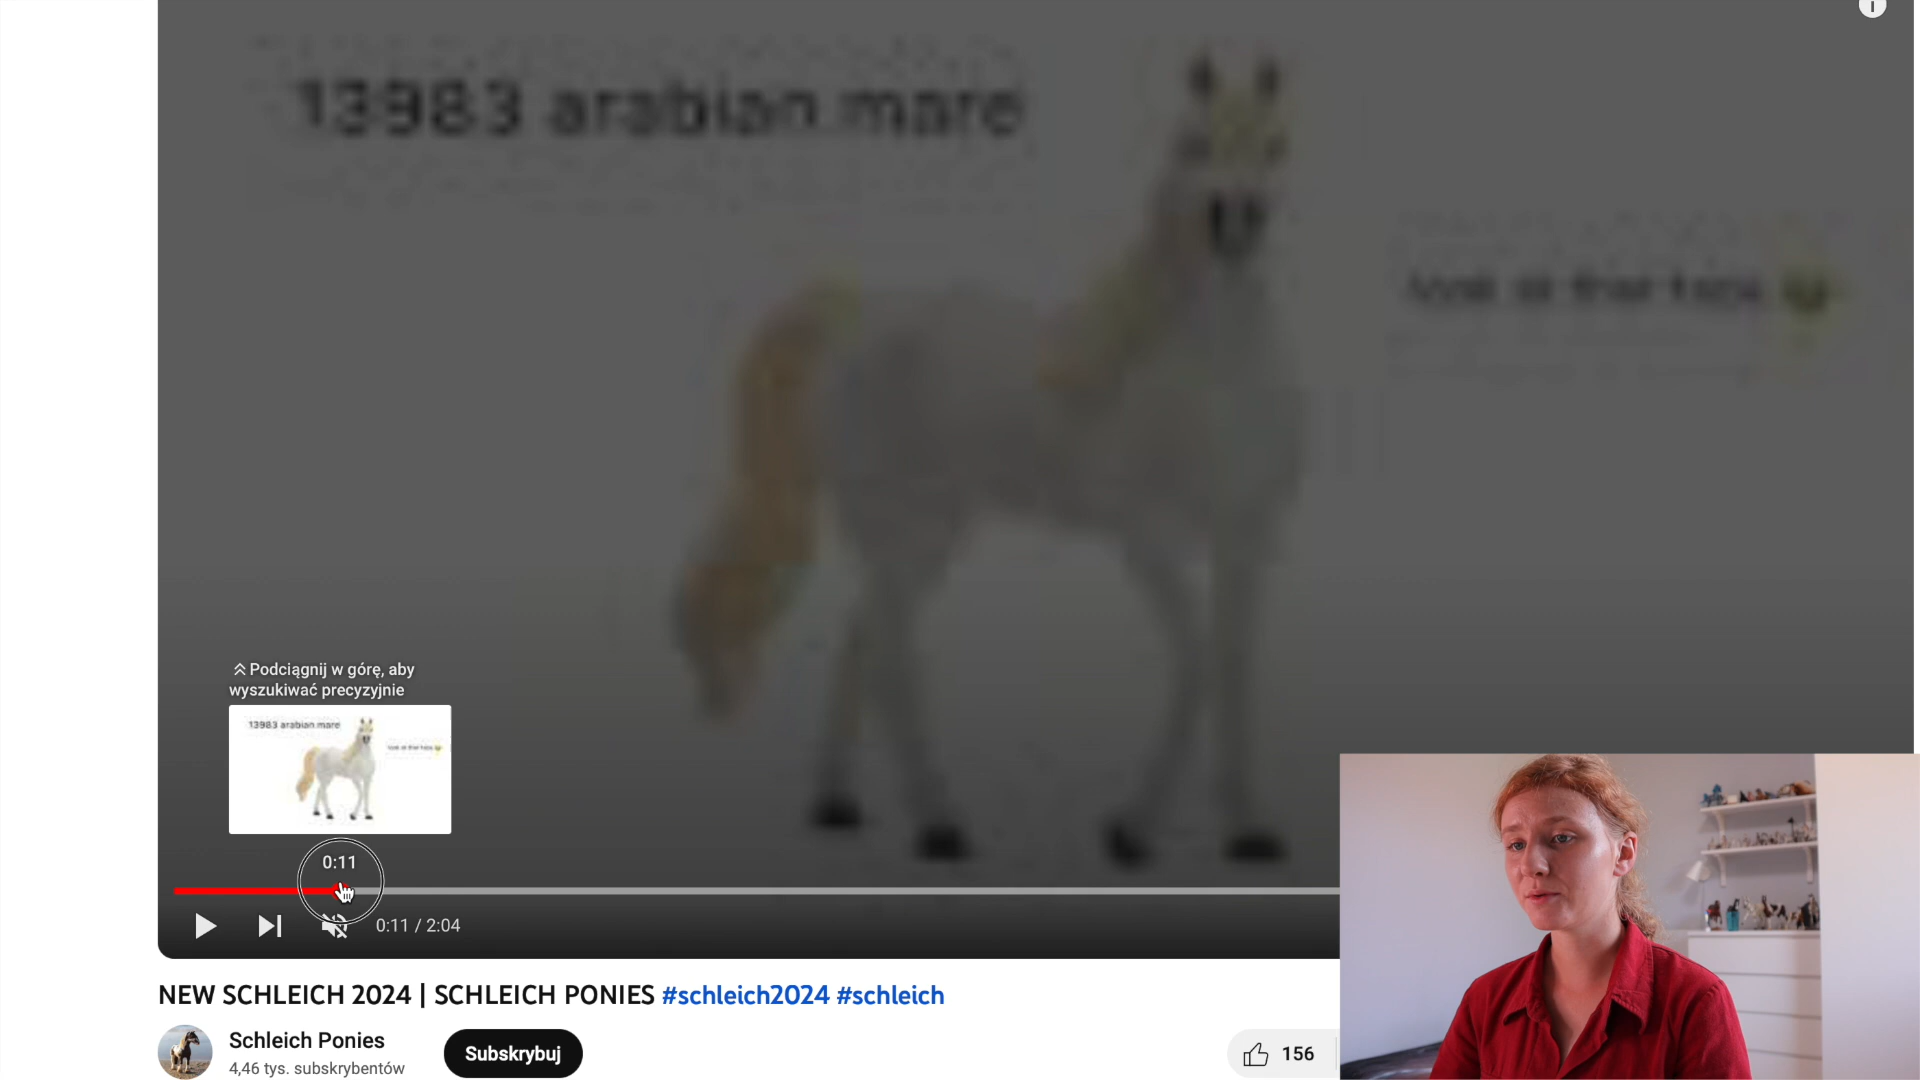 13983 arabian mare
Podciągnij w górę, aby
wyszukiwać precyzyjnie
13983 arabian mare
0:11
0:11 / 2:04
NEW SCHLEICH 2024 | SCHLEICH PONIES #schleich2024 #schleich
Schleich Ponies
4,46 tys. subskrybentów
Subskrybuj
156